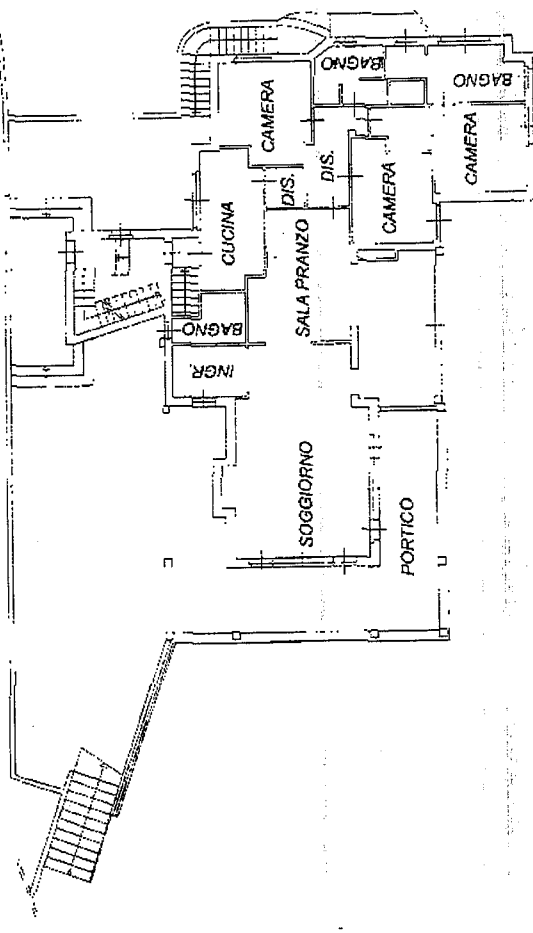 BAGNO
BAGNO
CAMERA
CAMERA
DIS.
DIS.
CAMERA
CUCINA
SALA PRANZO
BAGNO
INGR.
SOGGIORNO
PORTICO